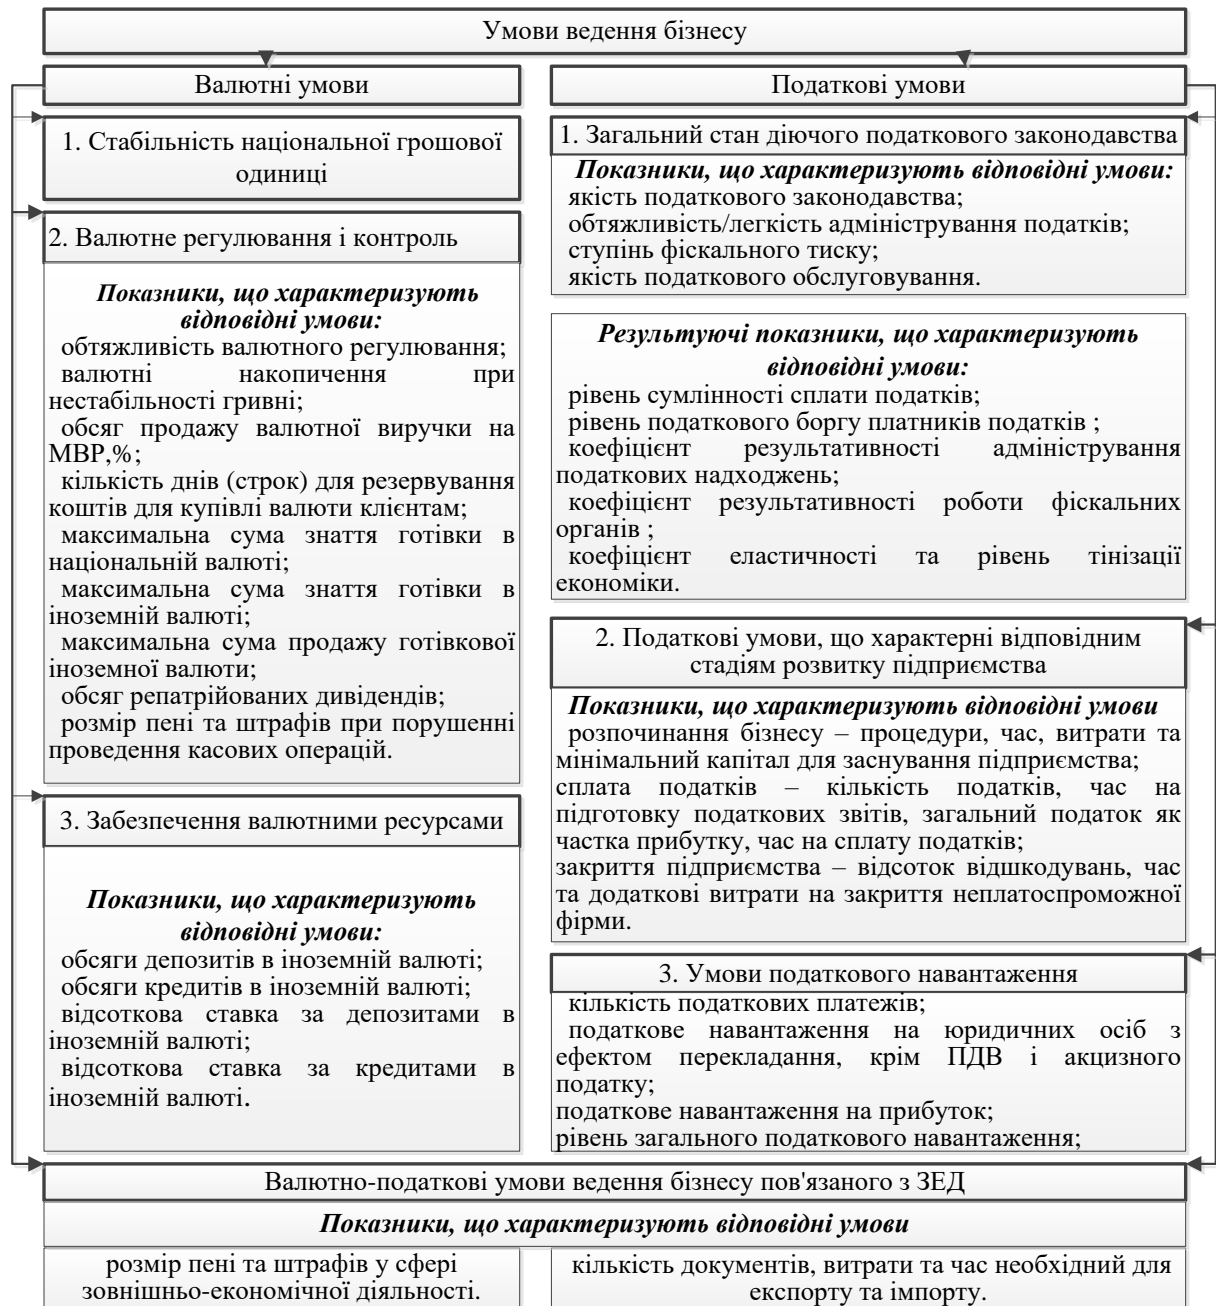 Умови ведення бізнесу
Валютні умови
1. Стабільність національної грошової
одиниці
2. Валютне регулювання і контроль
Показники, що характеризують
відповідні умови:
обтяжливість валютного регулювання;
валютні накопичення при
нестабільності гривні;
обсяг продажу валютної виручки на
МВР,%;
кількість днів (строк) для резервування
коштів для купівлі валюти клієнтам;
максимальна сума зняття готівки в
національній валюті;
максимальна сума зняття готівки в
іноземній валюті;
максимальна сума продажу готівкової
іноземної валюти;
обсяг репатрійованих дивідендів;
розмір пені та штрафів при порушенні
проведення касових операцій.
3. Забезпечення валютними ресурсами
Показники, що характеризують
відповідні умови:
обсяги депозитів в іноземній валюті;
обсяги кредитів в іноземній валюті;
відсоткова ставка за депозитами в
іноземній валюті;
відсоткова ставка за кредитами в
іноземній валюті.
Податкові умови
1. Загальний стан діючого податкового законодавства
Показники, що характеризують відповідні умови:
якість податкового законодавства;
обтяжливість/легкість адміністрування податків;
ступінь фіскального тиску;
якість податкового обслуговування.
Результуючі показники, що характеризують
відповідні умови:
рівень сумлінності сплати податків;
рівень податкового боргу платників податків ;
коефіцієнт результативності адміністрування
податкових надходжень;
коефіцієнт результативності роботи фіскальних
органів ;
коефіцієнт еластичності та рівень тінізації
економіки.
2. Податкові умови, що характерні відповідним
стадіям розвитку підприємства
Показники, що характеризують відповідні умови
розпочинання бізнесу – процедури, час, витрати та
мінімальний капітал для заснування підприємства;
сплата податків – кількість податків, час на
підготовку податкових звітів, загальний податок як
частка прибутку, час на сплату податків;
закриття підприємства – відсоток відшкодувань, час
та додаткові витрати на закриття неплатоспроможної
фірми.
3. Умови податкового навантаження
кількість податкових платежів;
податкове навантаження на юридичних осіб з
ефектом перекладання, крім ПДВ і акцизного
податку;
податкове навантаження на прибуток;
рівень загального податкового навантаження;
Валютно-податкові умови ведення бізнесу пов'язаного з ЗЕД
Показники, що характеризують відповідні умови
розмір пені та штрафів у сфері
зовнішньо-економічної діяльності.
кількість документів, витрати та час необхідний для
експорту та імпорту.